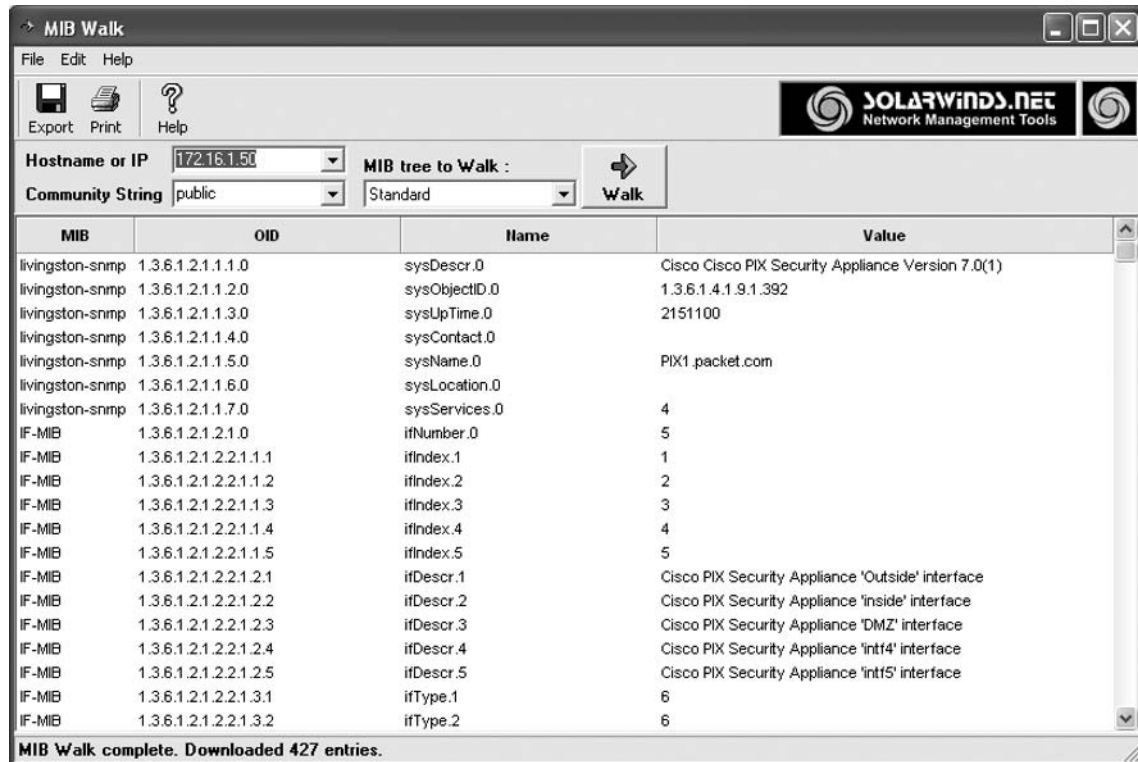 MIB Walk
File Edit Help
Export Print Help
SOLARWINDS.NET
Network Management Tools
Hostname or IP 172.16.1.50 MIB tree to Walk :
Community String public Standard Walk
MIB OID Name Value
livingston-snmp 1.3.6.1.2.1.1.1.0 sysDescr.0 Cisco Cisco PIX Security Appliance Version 7.0(1)
livingston-snmp 1.3.6.1.2.1.1.2.0 sysObjectID.0 1.3.6.1.4.1.9.1.392
livingston-snmp 1.3.6.1.2.1.1.3.0 sysUpTime.0 2151100
livingston-snmp 1.3.6.1.2.1.1.4.0 sysContact.0
livingston-snmp 1.3.6.1.2.1.1.5.0 sysName.0 PIX1.packet.com
livingston-snmp 1.3.6.1.2.1.1.6.0 sysLocation.0
livingston-snmp 1.3.6.1.2.1.1.7.0 sysServices.0 4
IF-MIB 1.3.6.1.2.1.2.1.0 ifNumber.0 5
IF-MIB 1.3.6.1.2.1.2.2.1.1.1 ifIndex.1 1
IF-MIB 1.3.6.1.2.1.2.2.1.1.2 ifIndex.2 2
IF-MIB 1.3.6.1.2.1.2.2.1.1.3 ifIndex.3 3
IF-MIB 1.3.6.1.2.1.2.2.1.1.4 ifIndex.4 4
IF-MIB 1.3.6.1.2.1.2.2.1.1.5 ifIndex.5 5
IF-MIB 1.3.6.1.2.1.2.2.1.2.1 ifDescr.1 Cisco PIX Security Appliance 'Outside' interface
IF-MIB 1.3.6.1.2.1.2.2.1.2.2 ifDescr.2 Cisco PIX Security Appliance 'inside' interface
IF-MIB 1.3.6.1.2.1.2.2.1.2.3 ifDescr.3 Cisco PIX Security Appliance 'DMZ' interface
IF-MIB 1.3.6.1.2.1.2.2.1.2.4 ifDescr.4 Cisco PIX Security Appliance 'intf4' interface
IF-MIB 1.3.6.1.2.1.2.2.1.2.5 ifDescr.5 Cisco PIX Security Appliance 'intf5' interface
IF-MIB 1.3.6.1.2.1.2.2.1.3.1 ifType.1 6
IF-MIB 1.3.6.1.2.1.2.2.1.3.2 ifType.2 6
MIB Walk complete. Downloaded 427 entries.